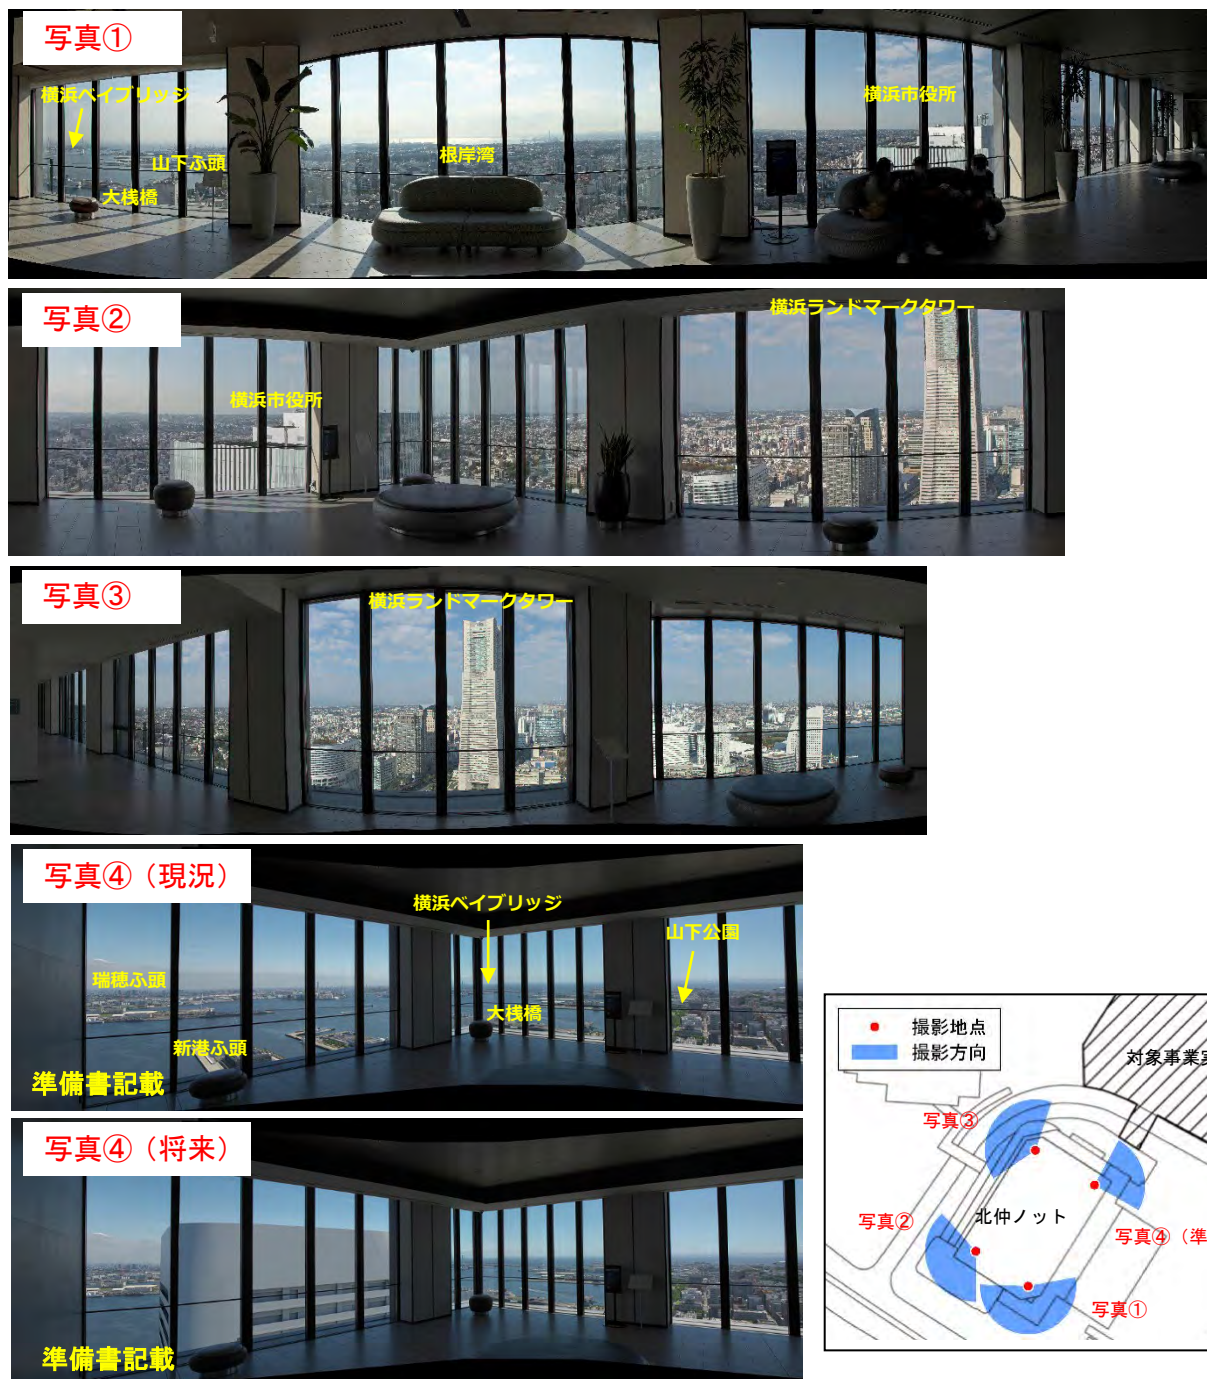 写真①
横浜ベイブリッジ
山下ふ頭
大桟橋
根岸湾
横浜市役所
写真②
横浜市役所
横浜ランドマークタワー
写真③
横浜ランドマークタワー
写真④（現況）
横浜ベイブリッジ
山下公園
瑞穂ふ頭
大桟橋
新港ふ頭
準備書記載
写真④（将来）
準備書記載
撮影地点
撮影方向
対象事業実
写真③
写真②
北仲ノット
写真④（準
写真①